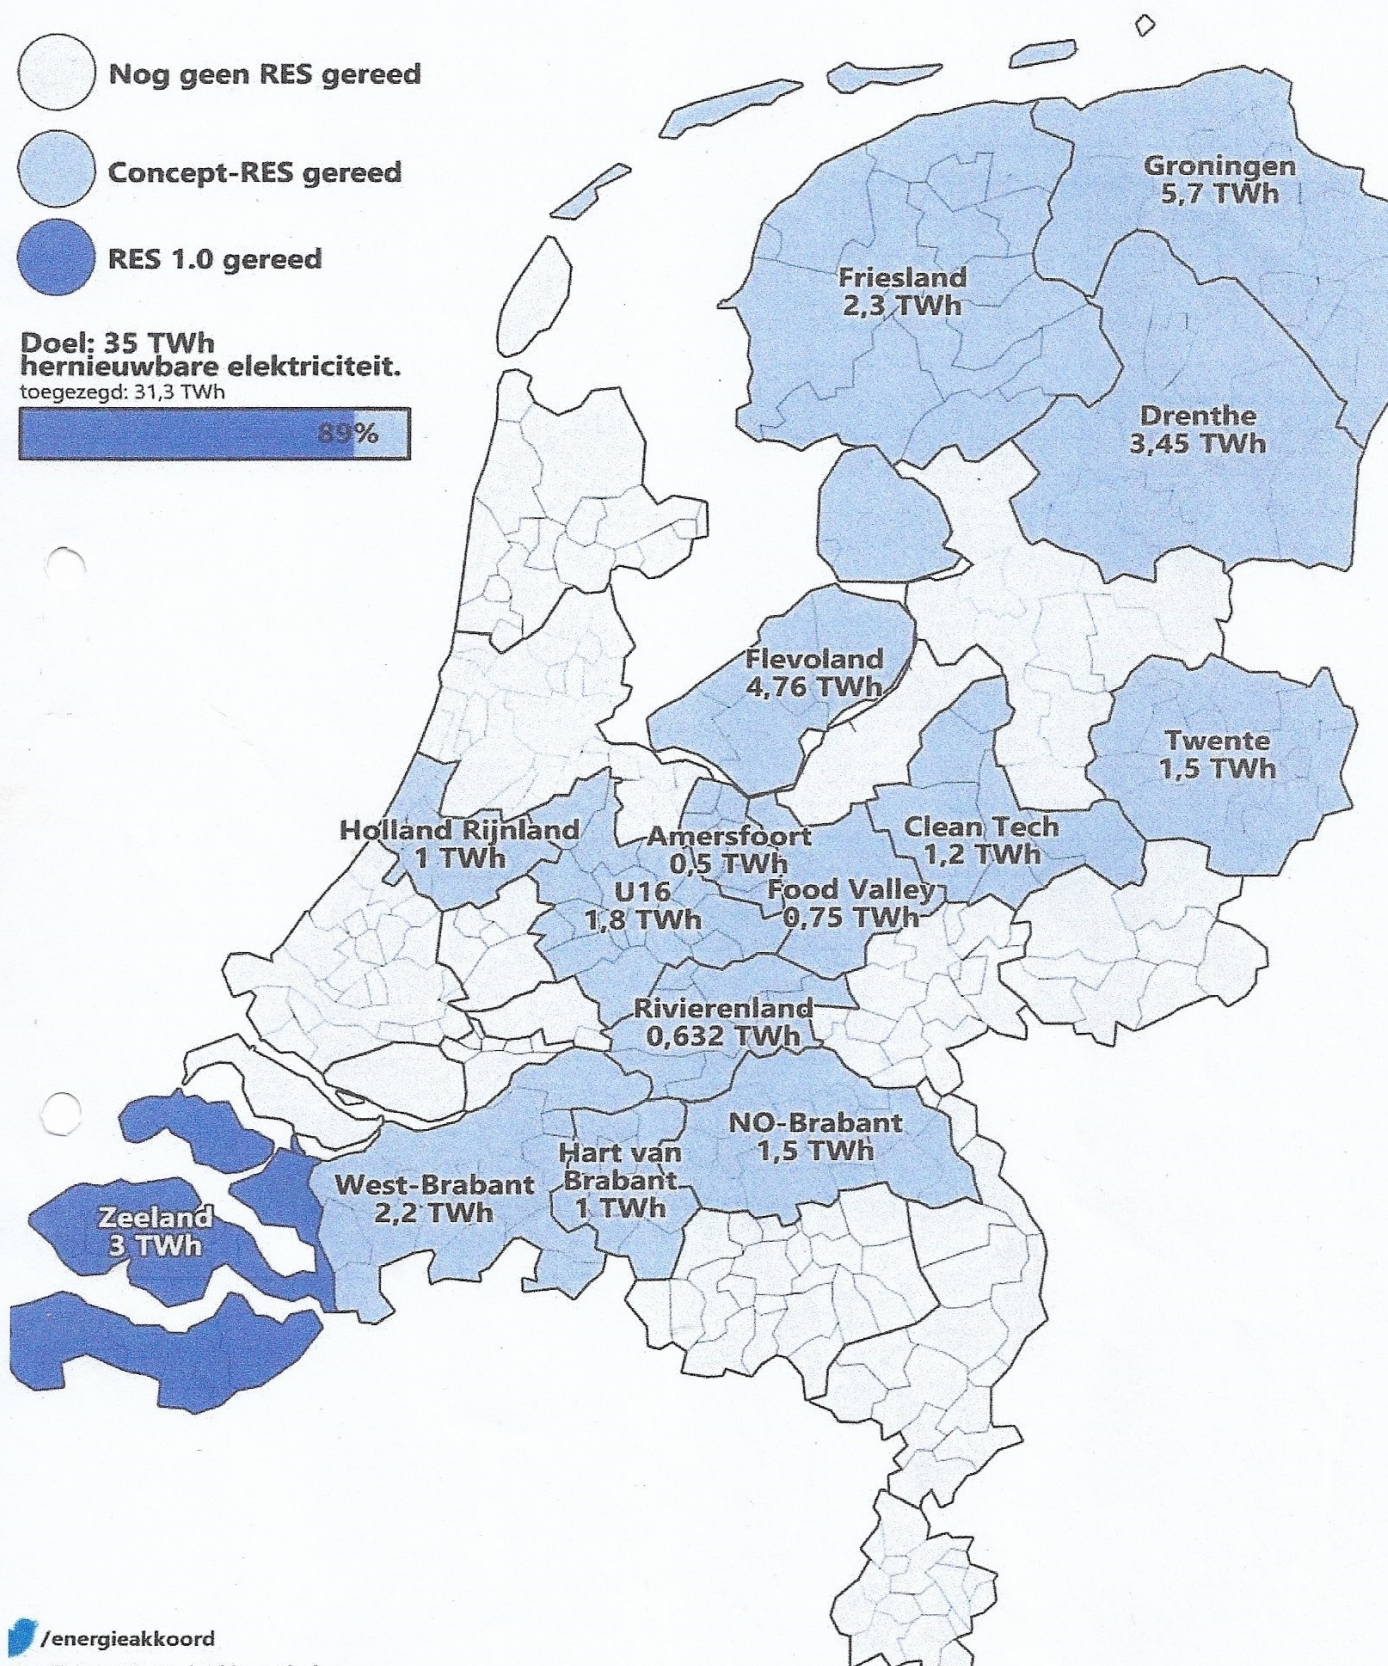 Nog geen RES gereed
Concept-RES gereed
RES 1.0 gereed
Doel: 35 TWh
hernieuwbare elektriciteit.
toegezegd: 31,3 TWh
89%
Groningen
5,7 TWh
Friesland
2,3 TWh
Drenthe
3,45 TWh
Flevoland
4,76 TWh
Twente
1,5 TWh
Holland Rijnland
1 TWh
Amersfoort
0,5 TWh
Clean Tech
1,2 TWh
U16
1,8 TWh
Food Valley
0,75 TWh
Rivierenland
0,632 TWh
NO-Brabant
1,5 TWh
Hart van
Brabant
1 TWh
West-Brabant
2,2 TWh
Zeeland
3 TWh
/energieakkoord